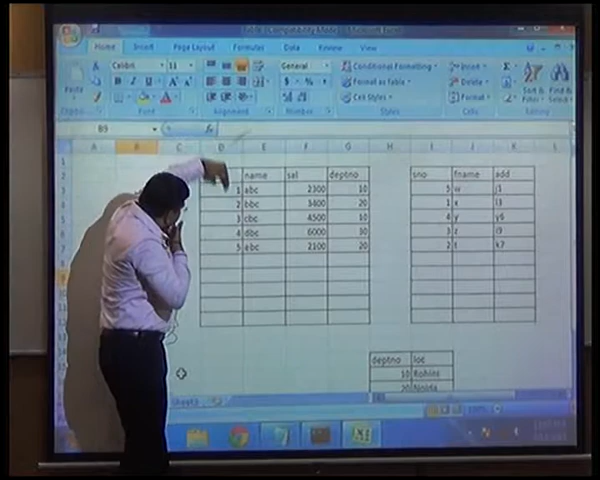 Home Insert Page Layout Formulas Data Review View
Calibri 11 General Conditional Formatting Insert
B I U $ % Format as Table Delete
Paste Cell Styles Format
Font Alignment Number Styles Cells Editing
B9
A B C D E F G H I J K
name sal deptno sno fname add
1 abc 2300 10 5 w j1
2 bbc 3400 20 1 x l3
3 cbc 4500 10 4 y y6
4 dbc 6000 30 3 z i9
5 ebc 2100 20 2 t k7
deptno loc
10 Rohini
20 Noida
Sheet3